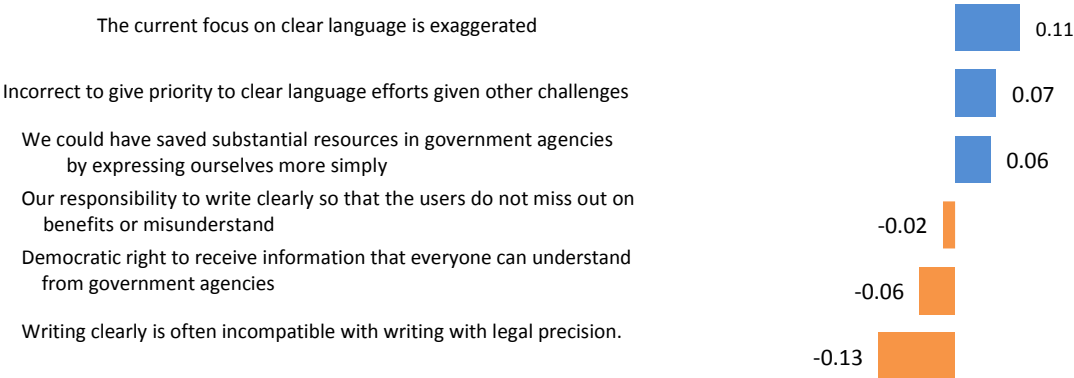 The current focus on clear language is exaggerated
0.11
Incorrect to give priority to clear language efforts given other challenges
0.07
We could have saved substantial resources in government agencies
by expressing ourselves more simply
0.06
Our responsibility to write clearly so that the users do not miss out on
benefits or misunderstand
-0.02
Democratic right to receive information that everyone can understand
from government agencies
-0.06
Writing clearly is often incompatible with writing with legal precision.
-0.13